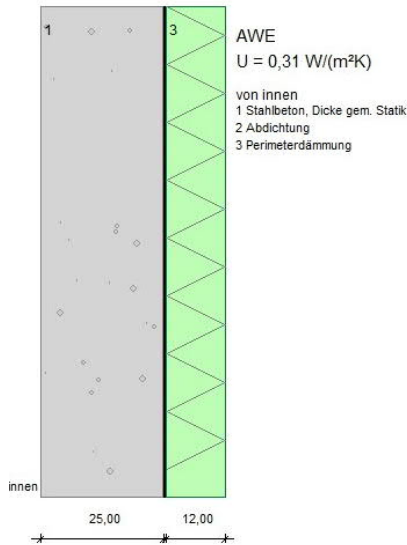 1
3
AWE
U = 0,31 W/(m²K)
von innen
1 Stahlbeton, Dicke gem. Statik
2 Abdichtung
3 Perimeterdämmung
innen
25,00
12,00